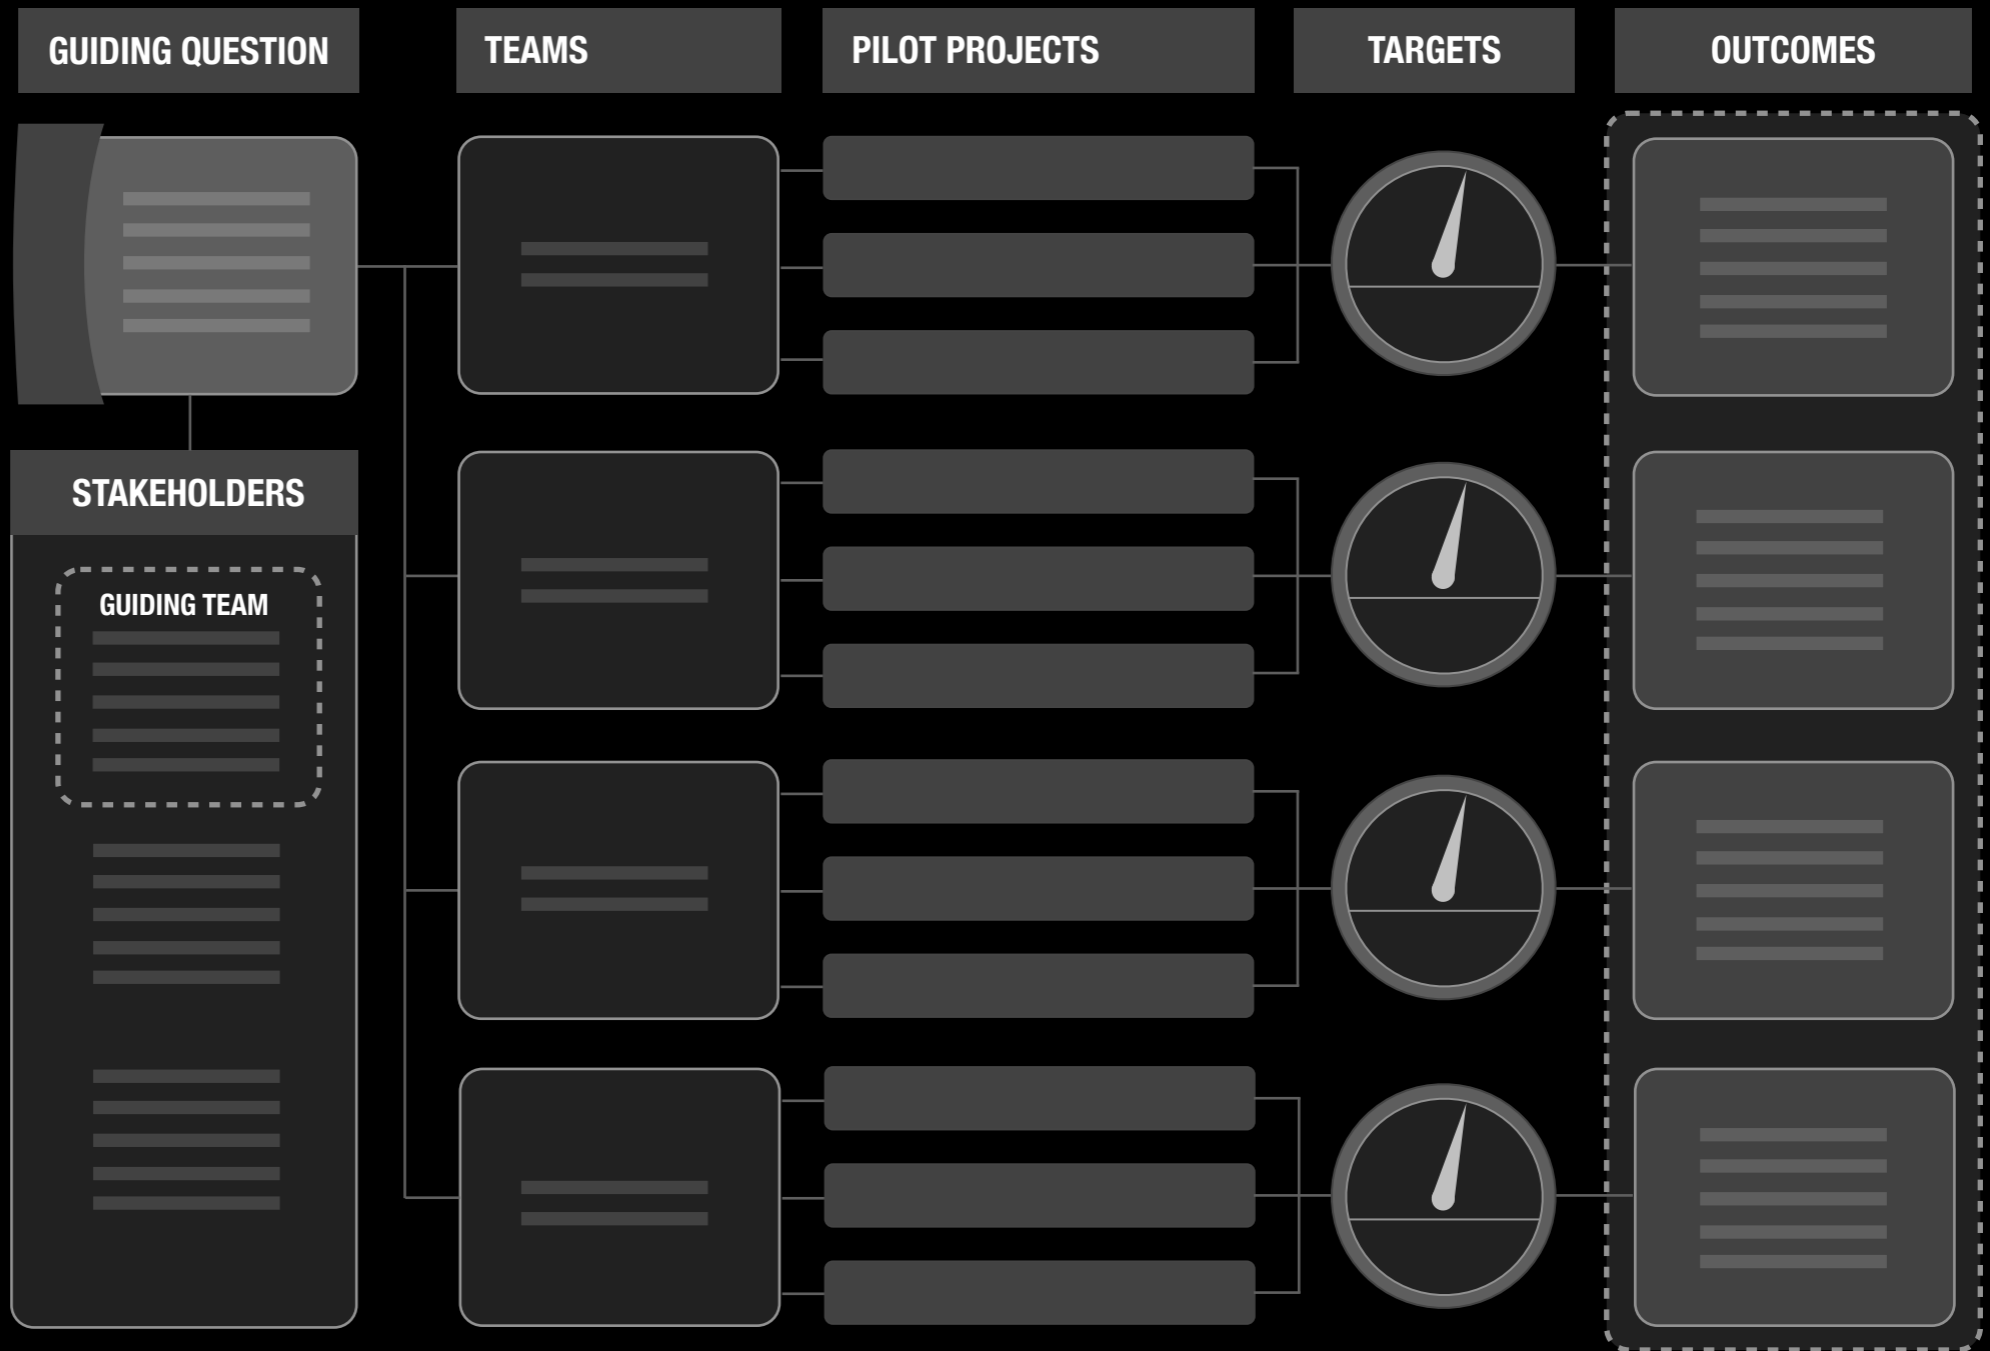 GUIDING QUESTION
TEAMS
PILOT PROJECTS
TARGETS
OUTCOMES
STAKEHOLDERS
GUIDING TEAM